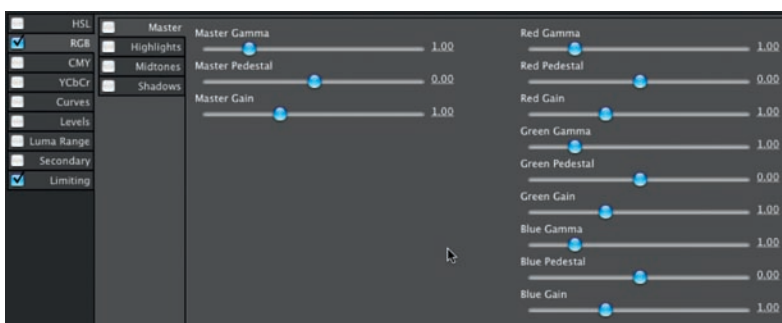 HSL
RGB
CMY
YCbCr
Curves
Levels
Luma Range
Secondary
Limiting
Master
Highlights
Midtones
Shadows
Master Gamma
1.00
Master Pedestal
0.00
Master Gain
1.00
Red Gamma
1.00
Red Pedestal
0.00
Red Gain
1.00
Green Gamma
1.00
Green Pedestal
0.00
Green Gain
1.00
Blue Gamma
1.00
Blue Pedestal
0.00
Blue Gain
1.00